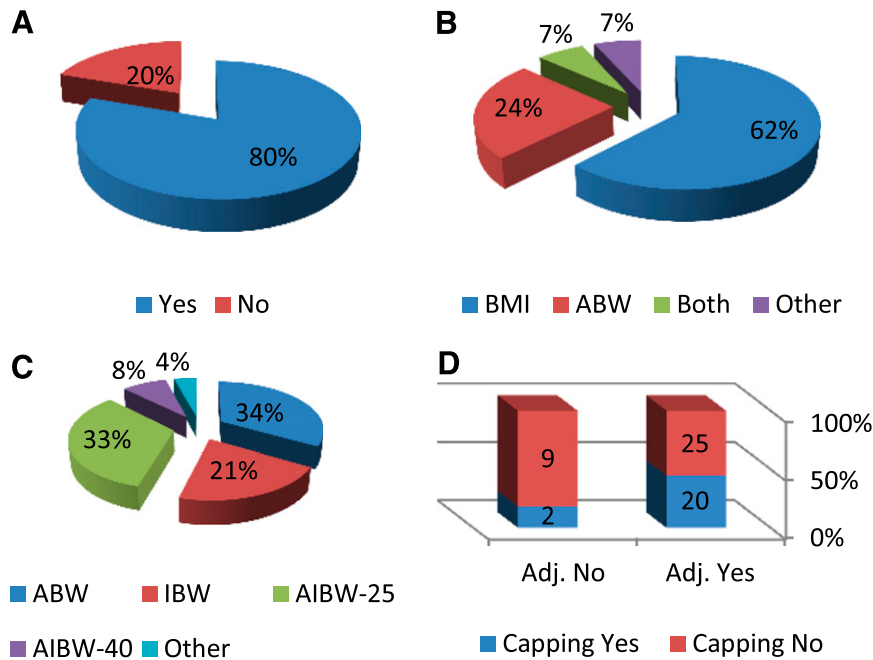 A
20%
80%
Yes No
B
7%
7%
24%
62%
BMI ABW Both Other
C
8%
4%
34%
33%
21%
ABW IBW AIBW-25
AIBW-40 Other
D
100%
9
25
50%
2
20
0%
Adj. No Adj. Yes
Capping Yes Capping No